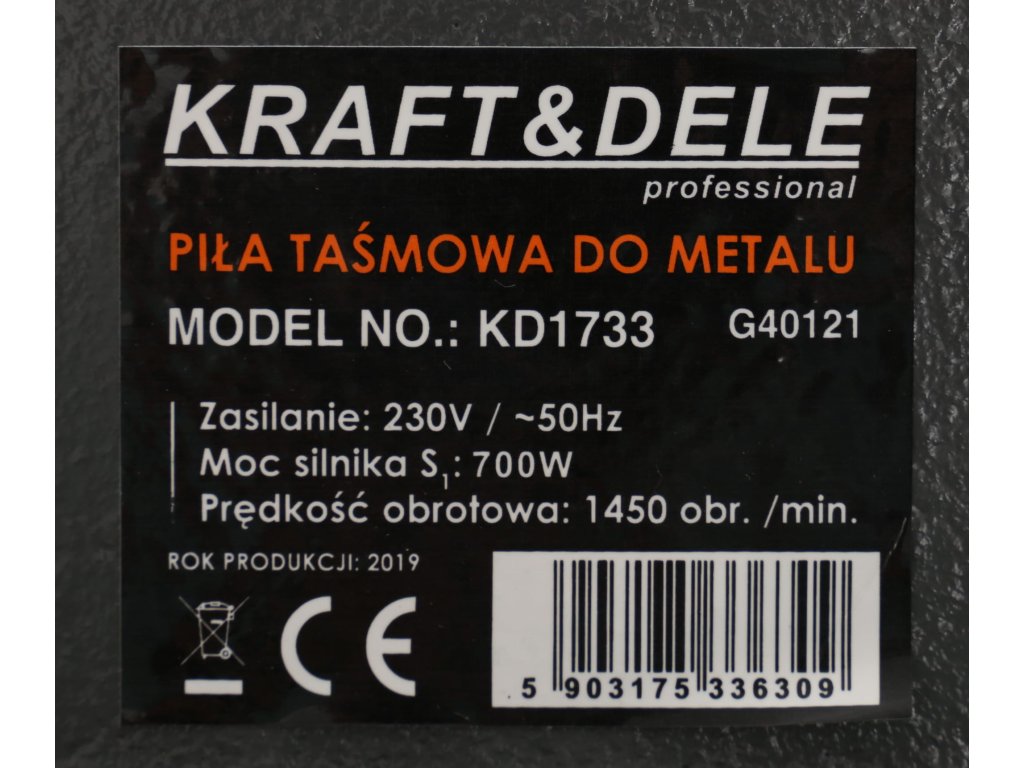 KRAFT&DELE
professional
PIŁA TAŚMOWA DO METALU
MODEL NO.: KD1733 G40121
Zasilanie: 230V / ~50Hz
Moc silnika S₁: 700W
Prędkość obrotowa: 1450 obr. /min.
ROK PRODUKCJI: 2019
CE
5 903175 336309